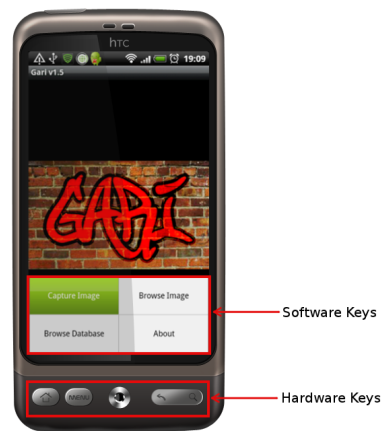 hTC
19:09
Gari v1.5
GARI
Capture Image
Browse Image
Software Keys
Browse Database
About
MENU
Hardware Keys